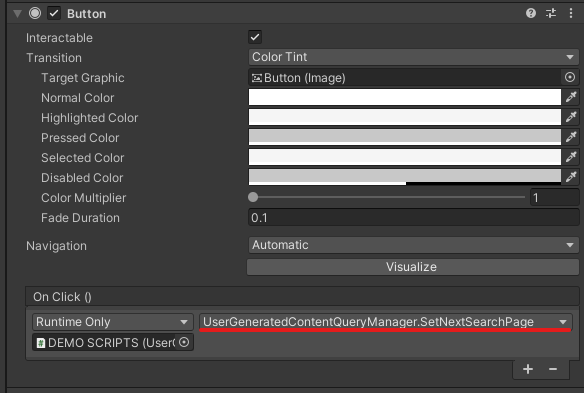 Button
Interactable
Transition Color Tint
Target Graphic Button (Image)
Normal Color
Highlighted Color
Pressed Color
Selected Color
Disabled Color
Color Multiplier 1
Fade Duration 0.1
Navigation Automatic
Visualize
On Click ()
Runtime Only UserGeneratedContentQueryManager.SetNextSearchPage
DEMO SCRIPTS (UserG